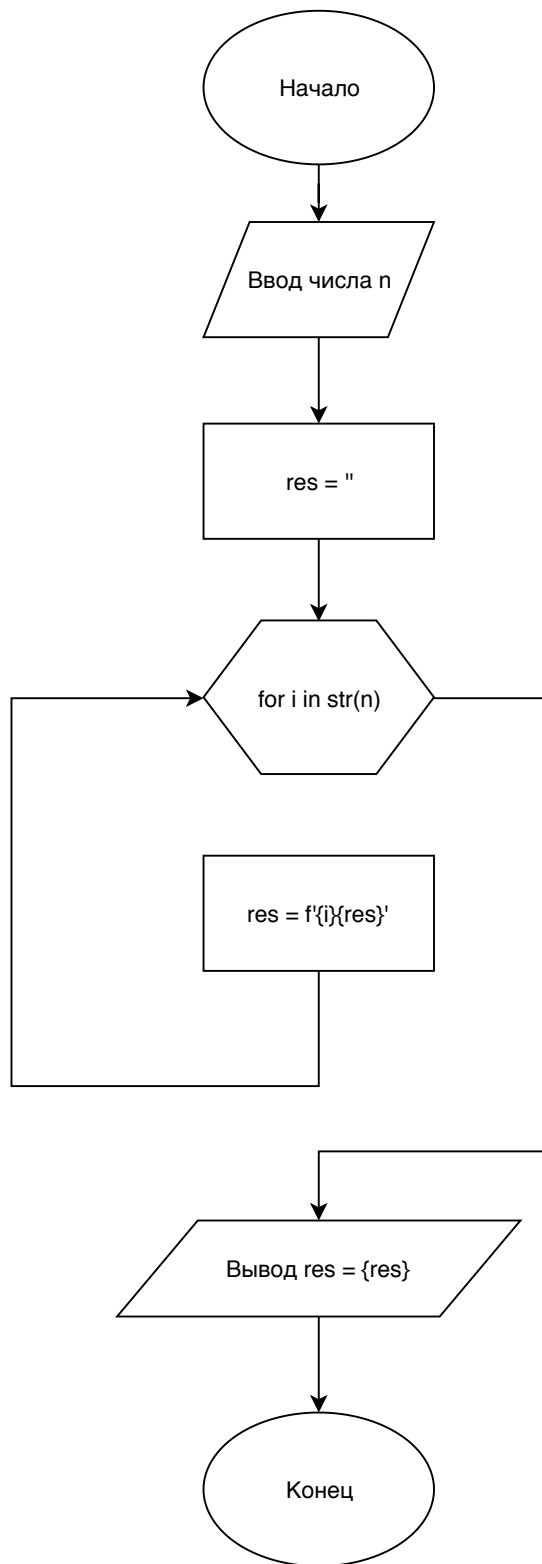 Начало
Ввод числа n
res = ''
for i in str(n)
res = f'{i}{res}'
Вывод res = {res}
Конец